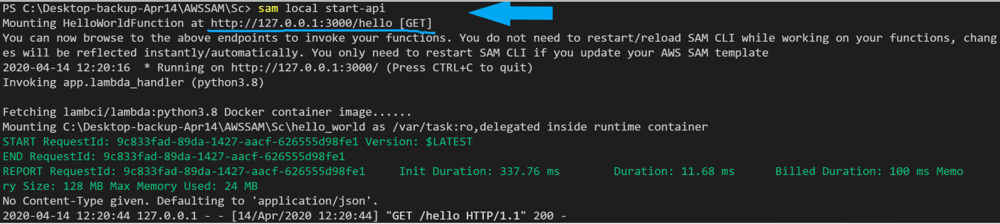 PS C:\Desktop-backup-Apr14\AWSSAM\Sc> sam local start-api
Mounting HelloWorldFunction at http://127.0.0.1:3000/hello [GET]
You can now browse to the above endpoints to invoke your functions. You do not need to restart/reload SAM CLI while working on your functions, chang
es will be reflected instantly/automatically. You only need to restart SAM CLI if you update your AWS SAM template
2020-04-14 12:20:16  * Running on http://127.0.0.1:3000/ (Press CTRL+C to quit)
Invoking app.lambda_handler (python3.8)
Fetching lambci/lambda:python3.8 Docker container image......
Mounting C:\Desktop-backup-Apr14\AWSSAM\Sc\hello_world as /var/task:ro,delegated inside runtime container
START RequestId: 9c833fad-89da-1427-aacf-626555d98fe1 Version: $LATEST
END RequestId: 9c833fad-89da-1427-aacf-626555d98fe1
REPORT RequestId: 9c833fad-89da-1427-aacf-626555d98fe1     Init Duration: 337.76 ms        Duration: 11.68 ms      Billed Duration: 100 ms Memo
ry Size: 128 MB Max Memory Used: 24 MB
No Content-Type given. Defaulting to 'application/json'.
2020-04-14 12:20:44 127.0.0.1 - - [14/Apr/2020 12:20:44] "GET /hello HTTP/1.1" 200 -